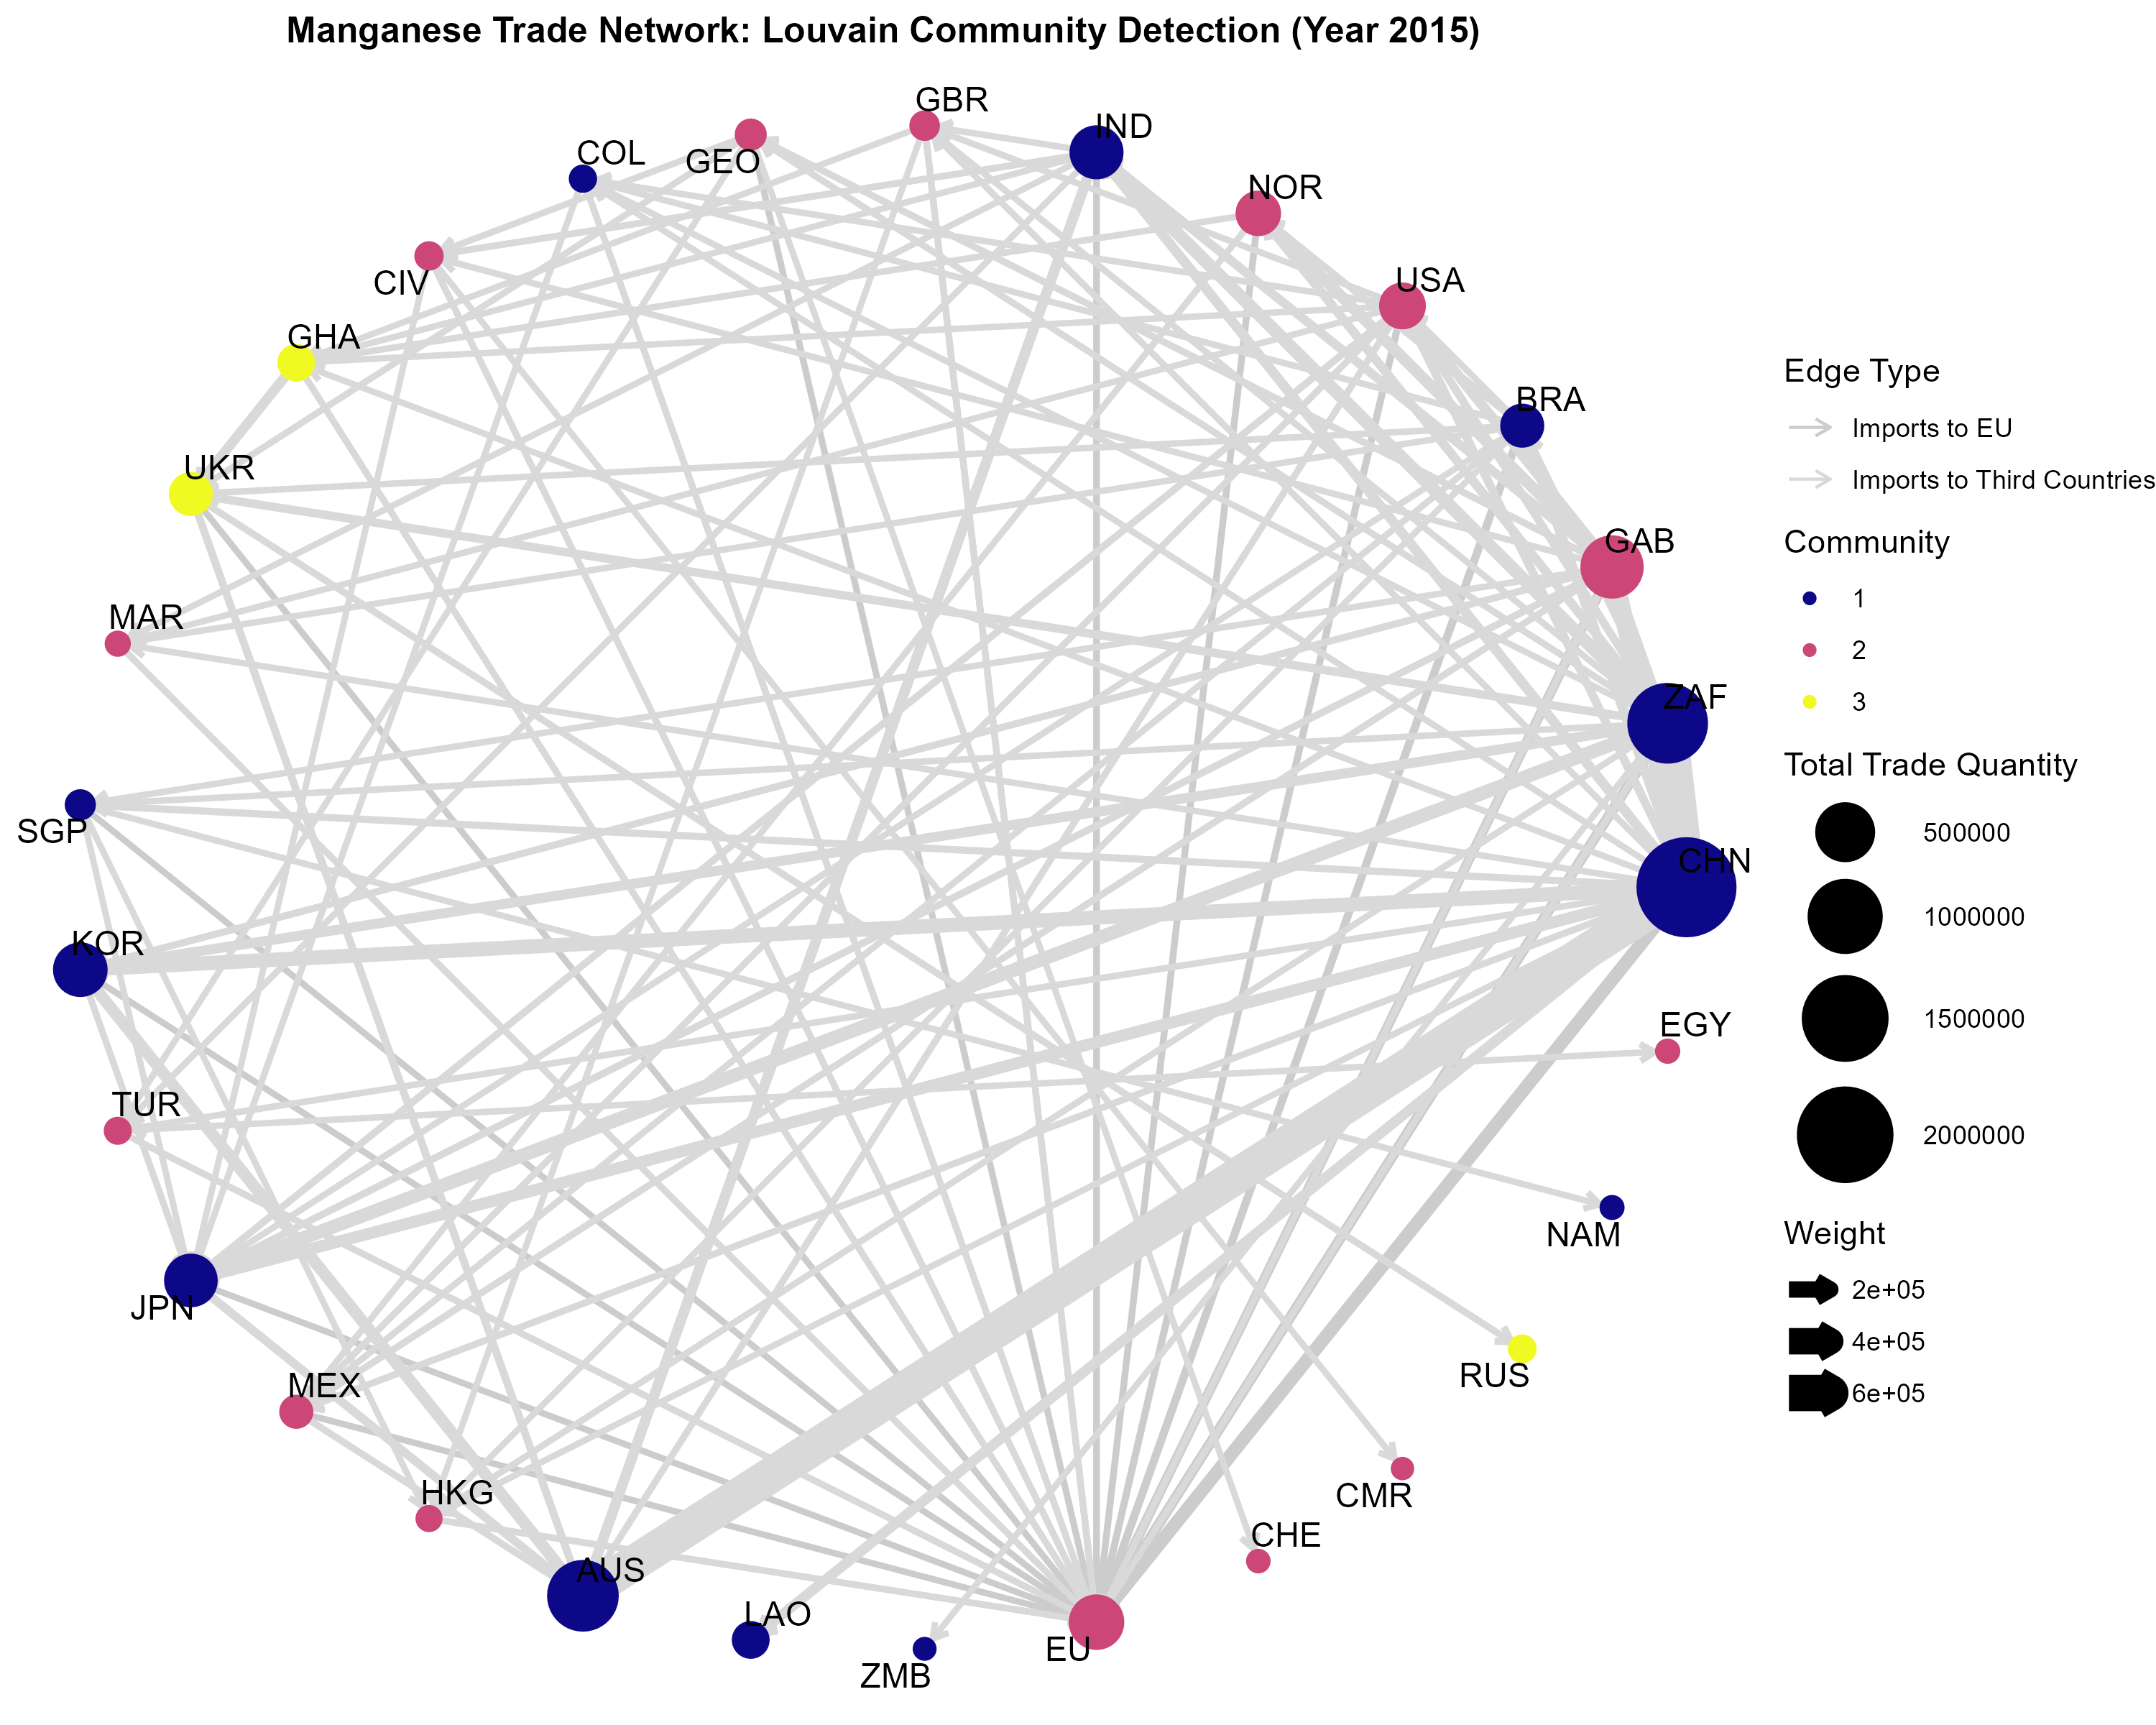 Manganese Trade Network: Louvain Community Detection (Year 2015)
GBR
IND
COL
GEO
NOR
CIV
USA
GHA
BRA
UKR
GAB
MAR
ZAF
SGP
CHN
KOR
EGY
TUR
NAM
JPN
RUS
MEX
CMR
HKG
CHE
AUS
LAO
EU
ZMB
Edge Type
Imports to EU
Imports to Third Countries
Community
1
2
3
Total Trade Quantity
500000
1000000
1500000
2000000
Weight
2e+05
4e+05
6e+05